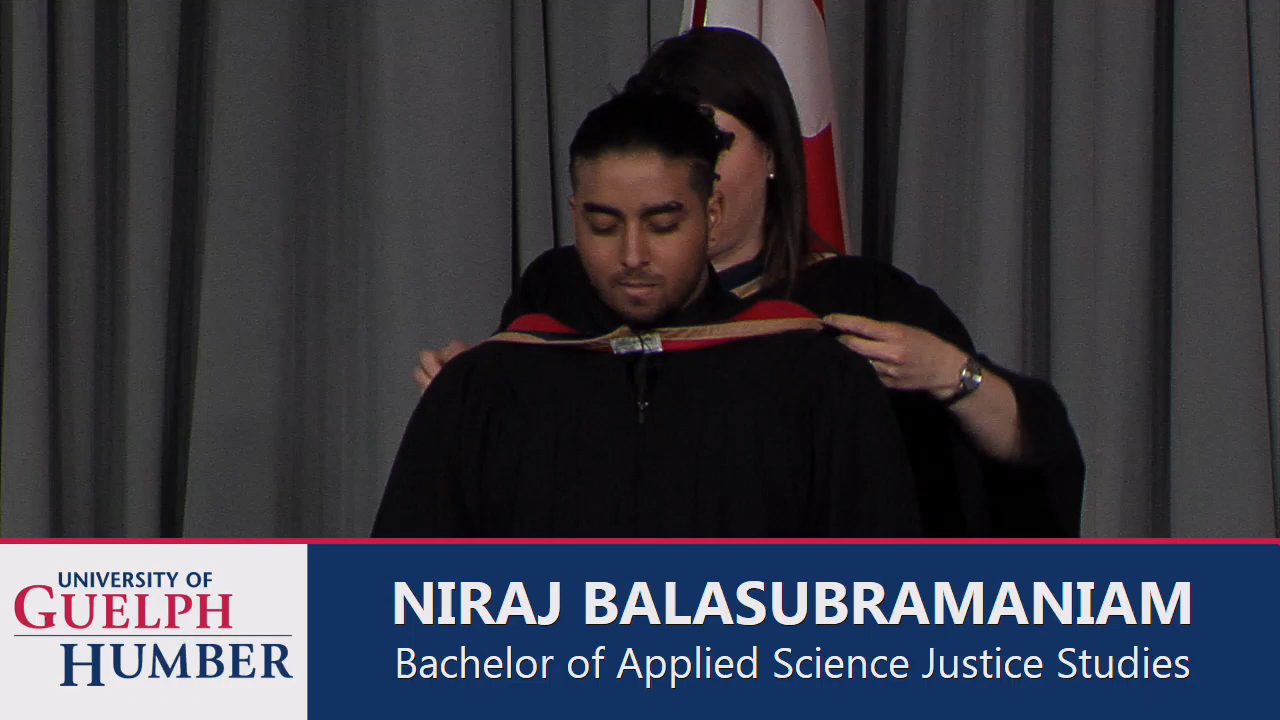 UNIVERSITY OF
GUELPH
HUMBER
NIRAJ BALASUBRAMANIAM
Bachelor of Applied Science Justice Studies